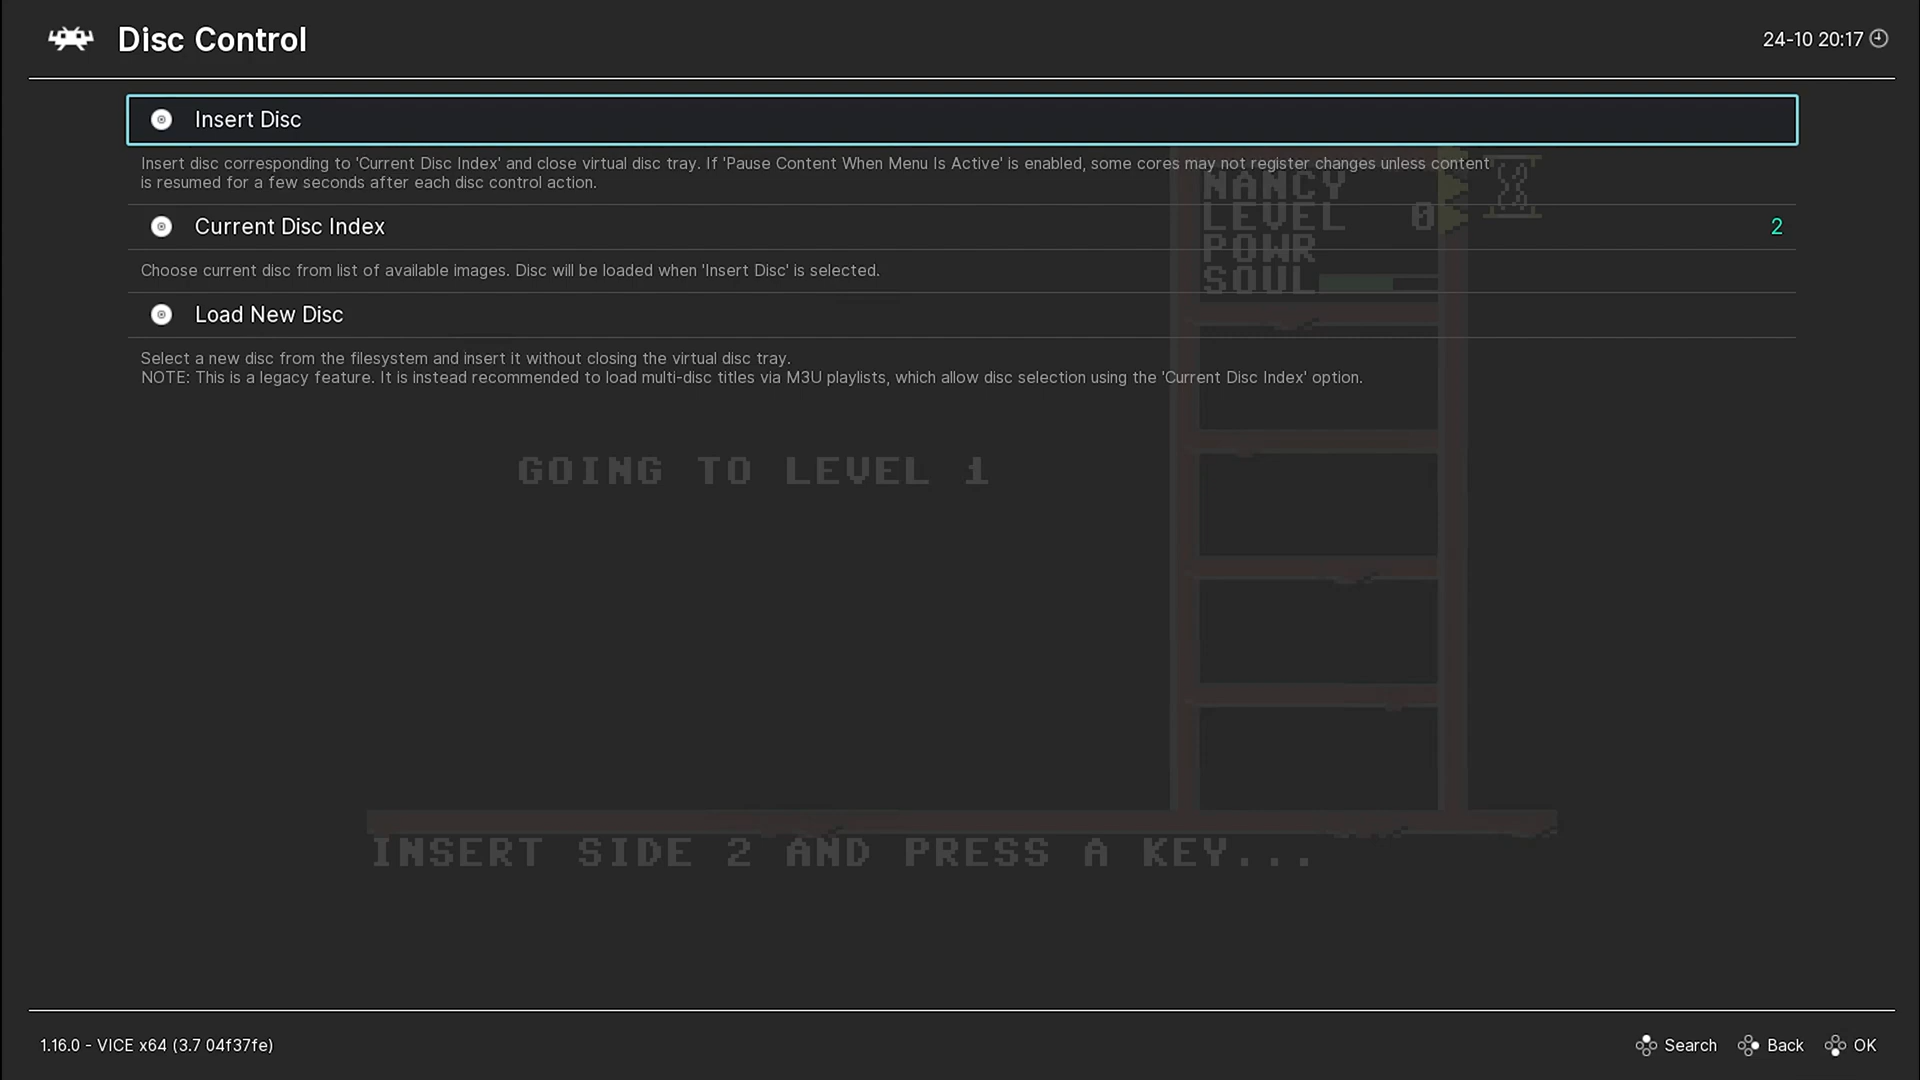 Disc Control
24-10 20:17
Insert Disc
Insert disc corresponding to 'Current Disc Index' and close virtual disc tray. If 'Pause Content When Menu Is Active' is enabled, some cores may not register changes unless content
is resumed for a few seconds after each disc control action.
NANCY
Current Disc Index 2
LEVEL 0
POWR
Choose current disc from list of available images. Disc will be loaded when 'Insert Disc' is selected.
SOUL
Load New Disc
Select a new disc from the filesystem and insert it without closing the virtual disc tray.
NOTE: This is a legacy feature. It is instead recommended to load multi-disc titles via M3U playlists, which allow disc selection using the 'Current Disc Index' option.
GOING TO LEVEL 1
INSERT SIDE 2 AND PRESS A KEY...
1.16.0 - VICE x64 (3.7 04f37fe)
Search Back OK